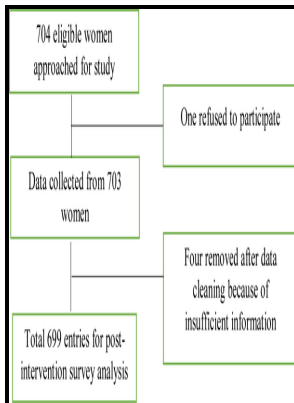 704 eligible women
approached for study
One refused to participate
Data collected from 703
women
Four removed after data
cleaning because of
insufficient information
Total 699 entries for post-
intervention survey analysis